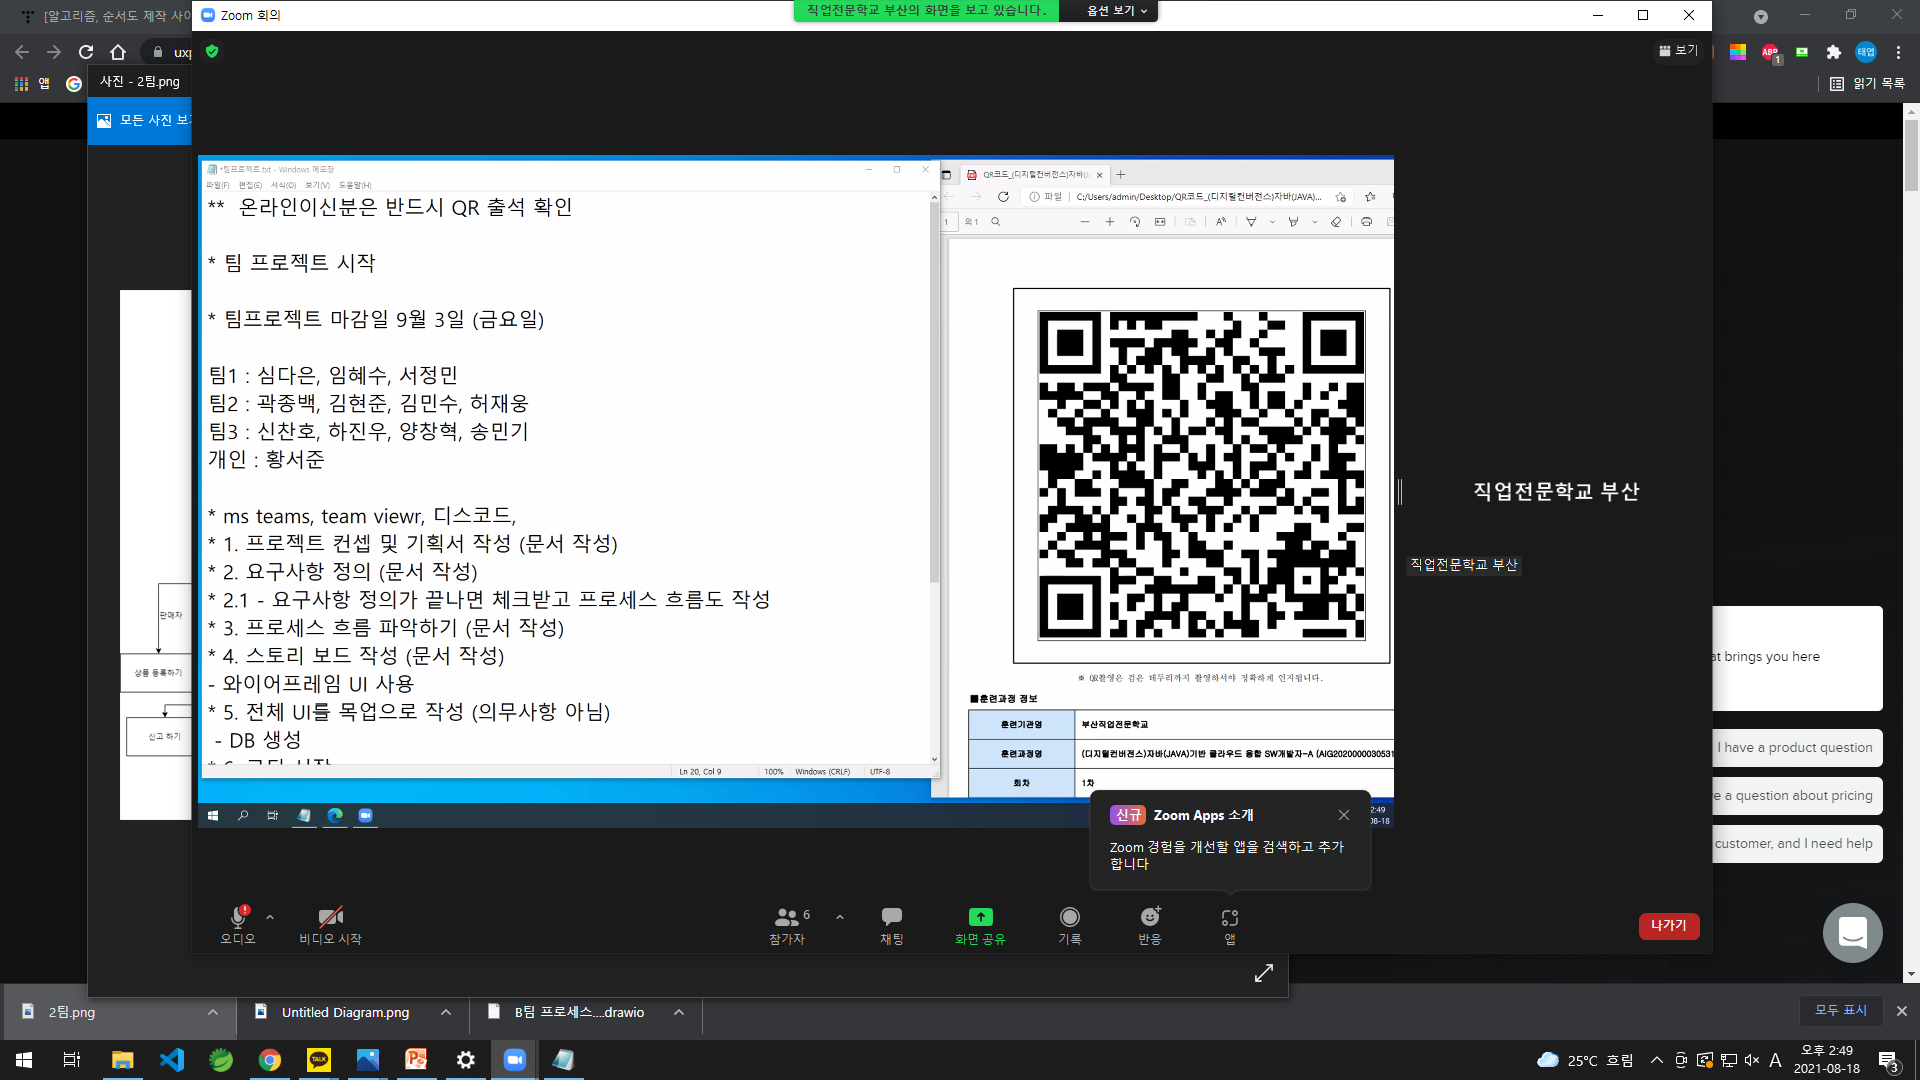 [알고리즘, 순서도 제작 사이
Zoom 회의
직업전문학교 부산의 화면을 보고 있습니다.
옵션 보기
보기
앱
읽기 목록
태엽
ABP
1
사진 - 2팀.png
모든 사진 보기
*팀프로젝트.txt - Windows 메모장
파일(F) 편집(E) 서식(O) 보기(V) 도움말(H)
** 온라인이신분은 반드시 QR 출석 확인
* 팀 프로젝트 시작
* 팀프로젝트 마감일 9월 3일 (금요일)
팀1 : 심다은, 임혜수, 서정민
팀2 : 곽종백, 김현준, 김민수, 허재웅
팀3 : 신찬호, 하진우, 양창혁, 송민기
개인 : 황서준
* ms teams, team viewr, 디스코드,
* 1. 프로젝트 컨셉 및 기획서 작성 (문서 작성)
* 2. 요구사항 정의 (문서 작성)
* 2.1 - 요구사항 정의가 끝나면 체크받고 프로세스 흐름도 작성
* 3. 프로세스 흐름 파악하기 (문서 작성)
* 4. 스토리 보드 작성 (문서 작성)
- 와이어프레임 UI 사용
* 5. 전체 UI를 목업으로 작성 (의무사항 아님)
- DB 생성
Ln 20, Col 9 100% Windows (CRLF) UTF-8
QR코드_(디지털컨버전스)자바(J
파일 C:/Users/admin/Desktop/QR코드_(디지털컨버전스)자바(JAVA)...
1 의 1
※ QR촬영은 검은 테두리까지 촬영하셔야 정확하게 인지됩니다.
■훈련과정 정보
훈련기관명 부산직업전문학교
훈련과정명 (디지털컨버전스)자바(JAVA)기반 클라우드 융합 SW개발자-A (AIG2020000030531
회차 1차
2:49
08-18
직업전문학교 부산
직업전문학교 부산
판매자
상품 등록하기
신고 하기
at brings you here
I have a product question
e a question about pricing
customer, and I need help
신규 Zoom Apps 소개
Zoom 경험을 개선할 앱을 검색하고 추가
합니다
오디오
비디오 시작
6
참가자
채팅
화면 공유
기록
반응
앱
나가기
2팀.png
Untitled Diagram.png
B팀 프로세스....drawio
모두 표시
TALK
25°C 흐림
A
오후 2:49
2021-08-18
3